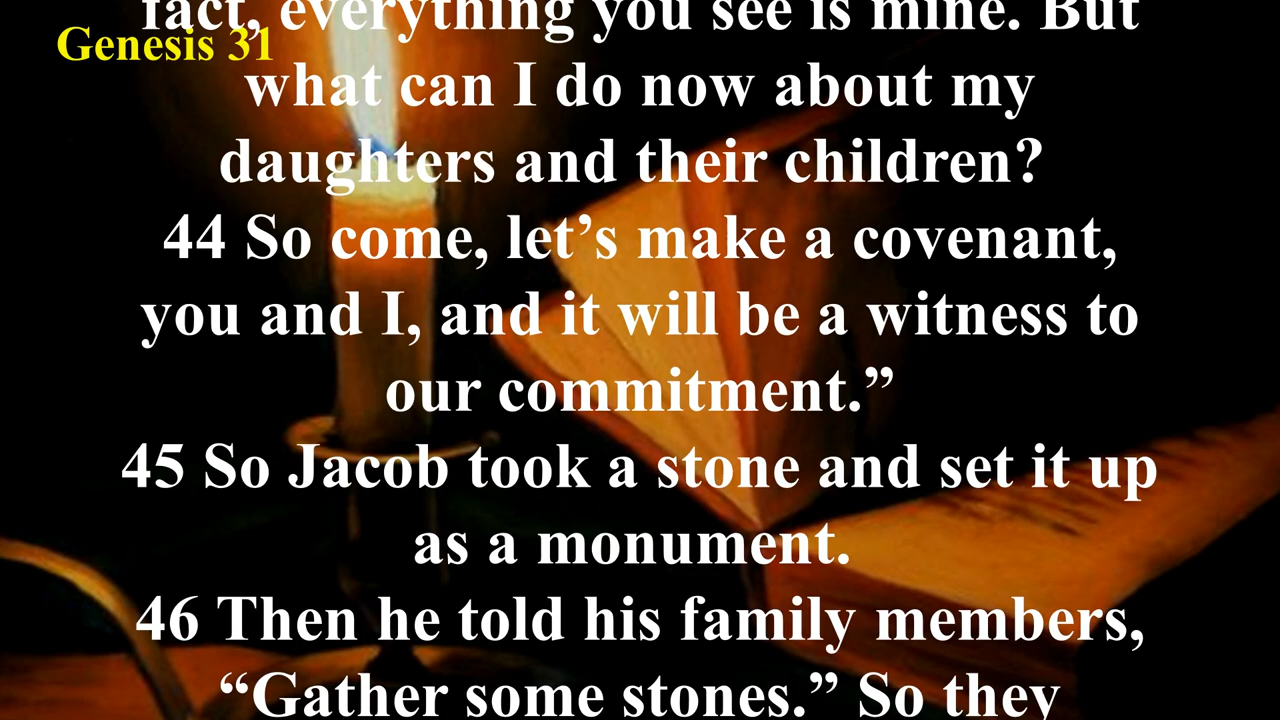 fact, everything you see is mine. But
Genesis 31
what can I do now about my
daughters and their children?
44 So come, let’s make a covenant,
you and I, and it will be a witness to
our commitment.”
45 So Jacob took a stone and set it up
as a monument.
46 Then he told his family members,
“Gather some stones.” So they